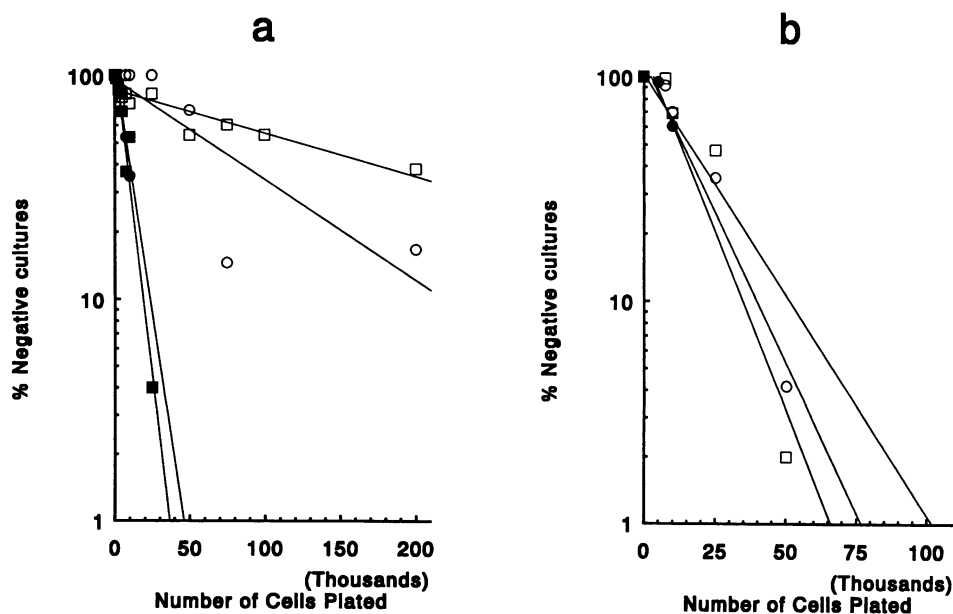 a
100
10
1
% Negative cultures
0 50 100 150 200
(Thousands)
Number of Cells Plated
b
100
10
1
% Negative cultures
0 25 50 75 100
(Thousands)
Number of Cells Plated